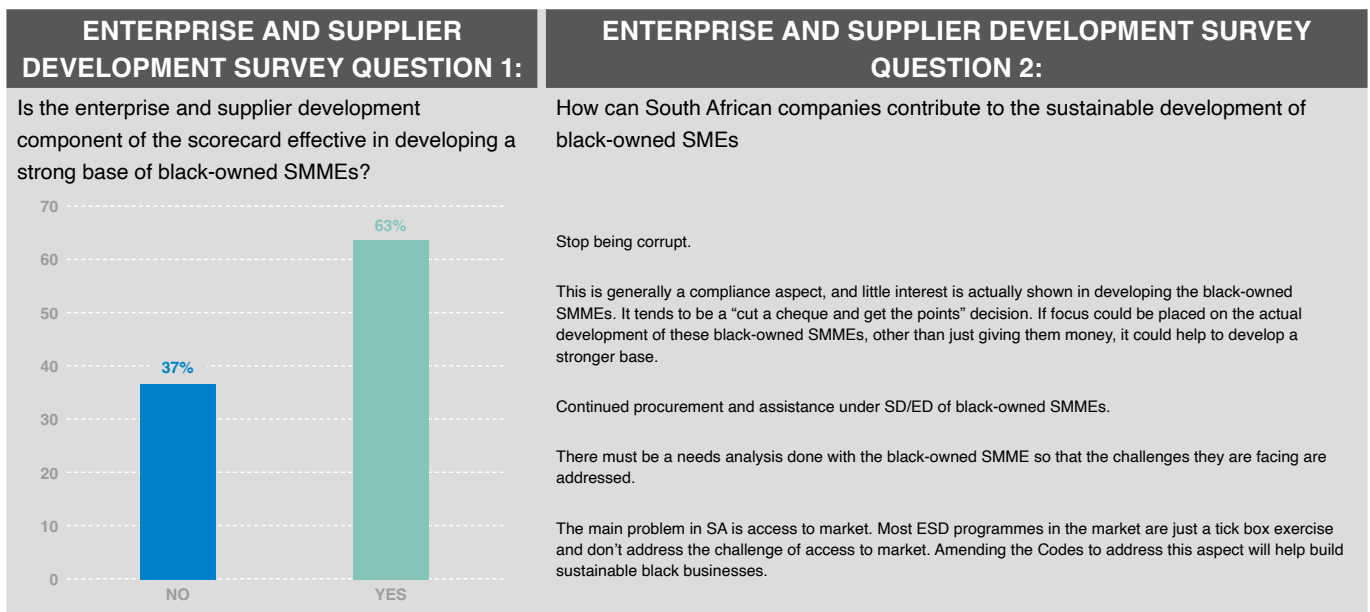 ENTERPRISE AND SUPPLIER
DEVELOPMENT SURVEY QUESTION 1:
Is the enterprise and supplier development
component of the scorecard effective in developing a
strong base of black-owned SMMEs?
70
60
50
40
30
20
10
0
37%
63%
NO
YES
ENTERPRISE AND SUPPLIER DEVELOPMENT SURVEY
QUESTION 2:
How can South African companies contribute to the sustainable development of
black-owned SMEs
Stop being corrupt.
This is generally a compliance aspect, and little interest is actually shown in developing the black-owned
SMMEs. It tends to be a “cut a cheque and get the points” decision. If focus could be placed on the actual
development of these black-owned SMMEs, other than just giving them money, it could help to develop a
stronger base.
Continued procurement and assistance under SD/ED of black-owned SMMEs.
There must be a needs analysis done with the black-owned SMME so that the challenges they are facing are
addressed.
The main problem in SA is access to market. Most ESD programmes in the market are just a tick box exercise
and don’t address the challenge of access to market. Amending the Codes to address this aspect will help build
sustainable black businesses.